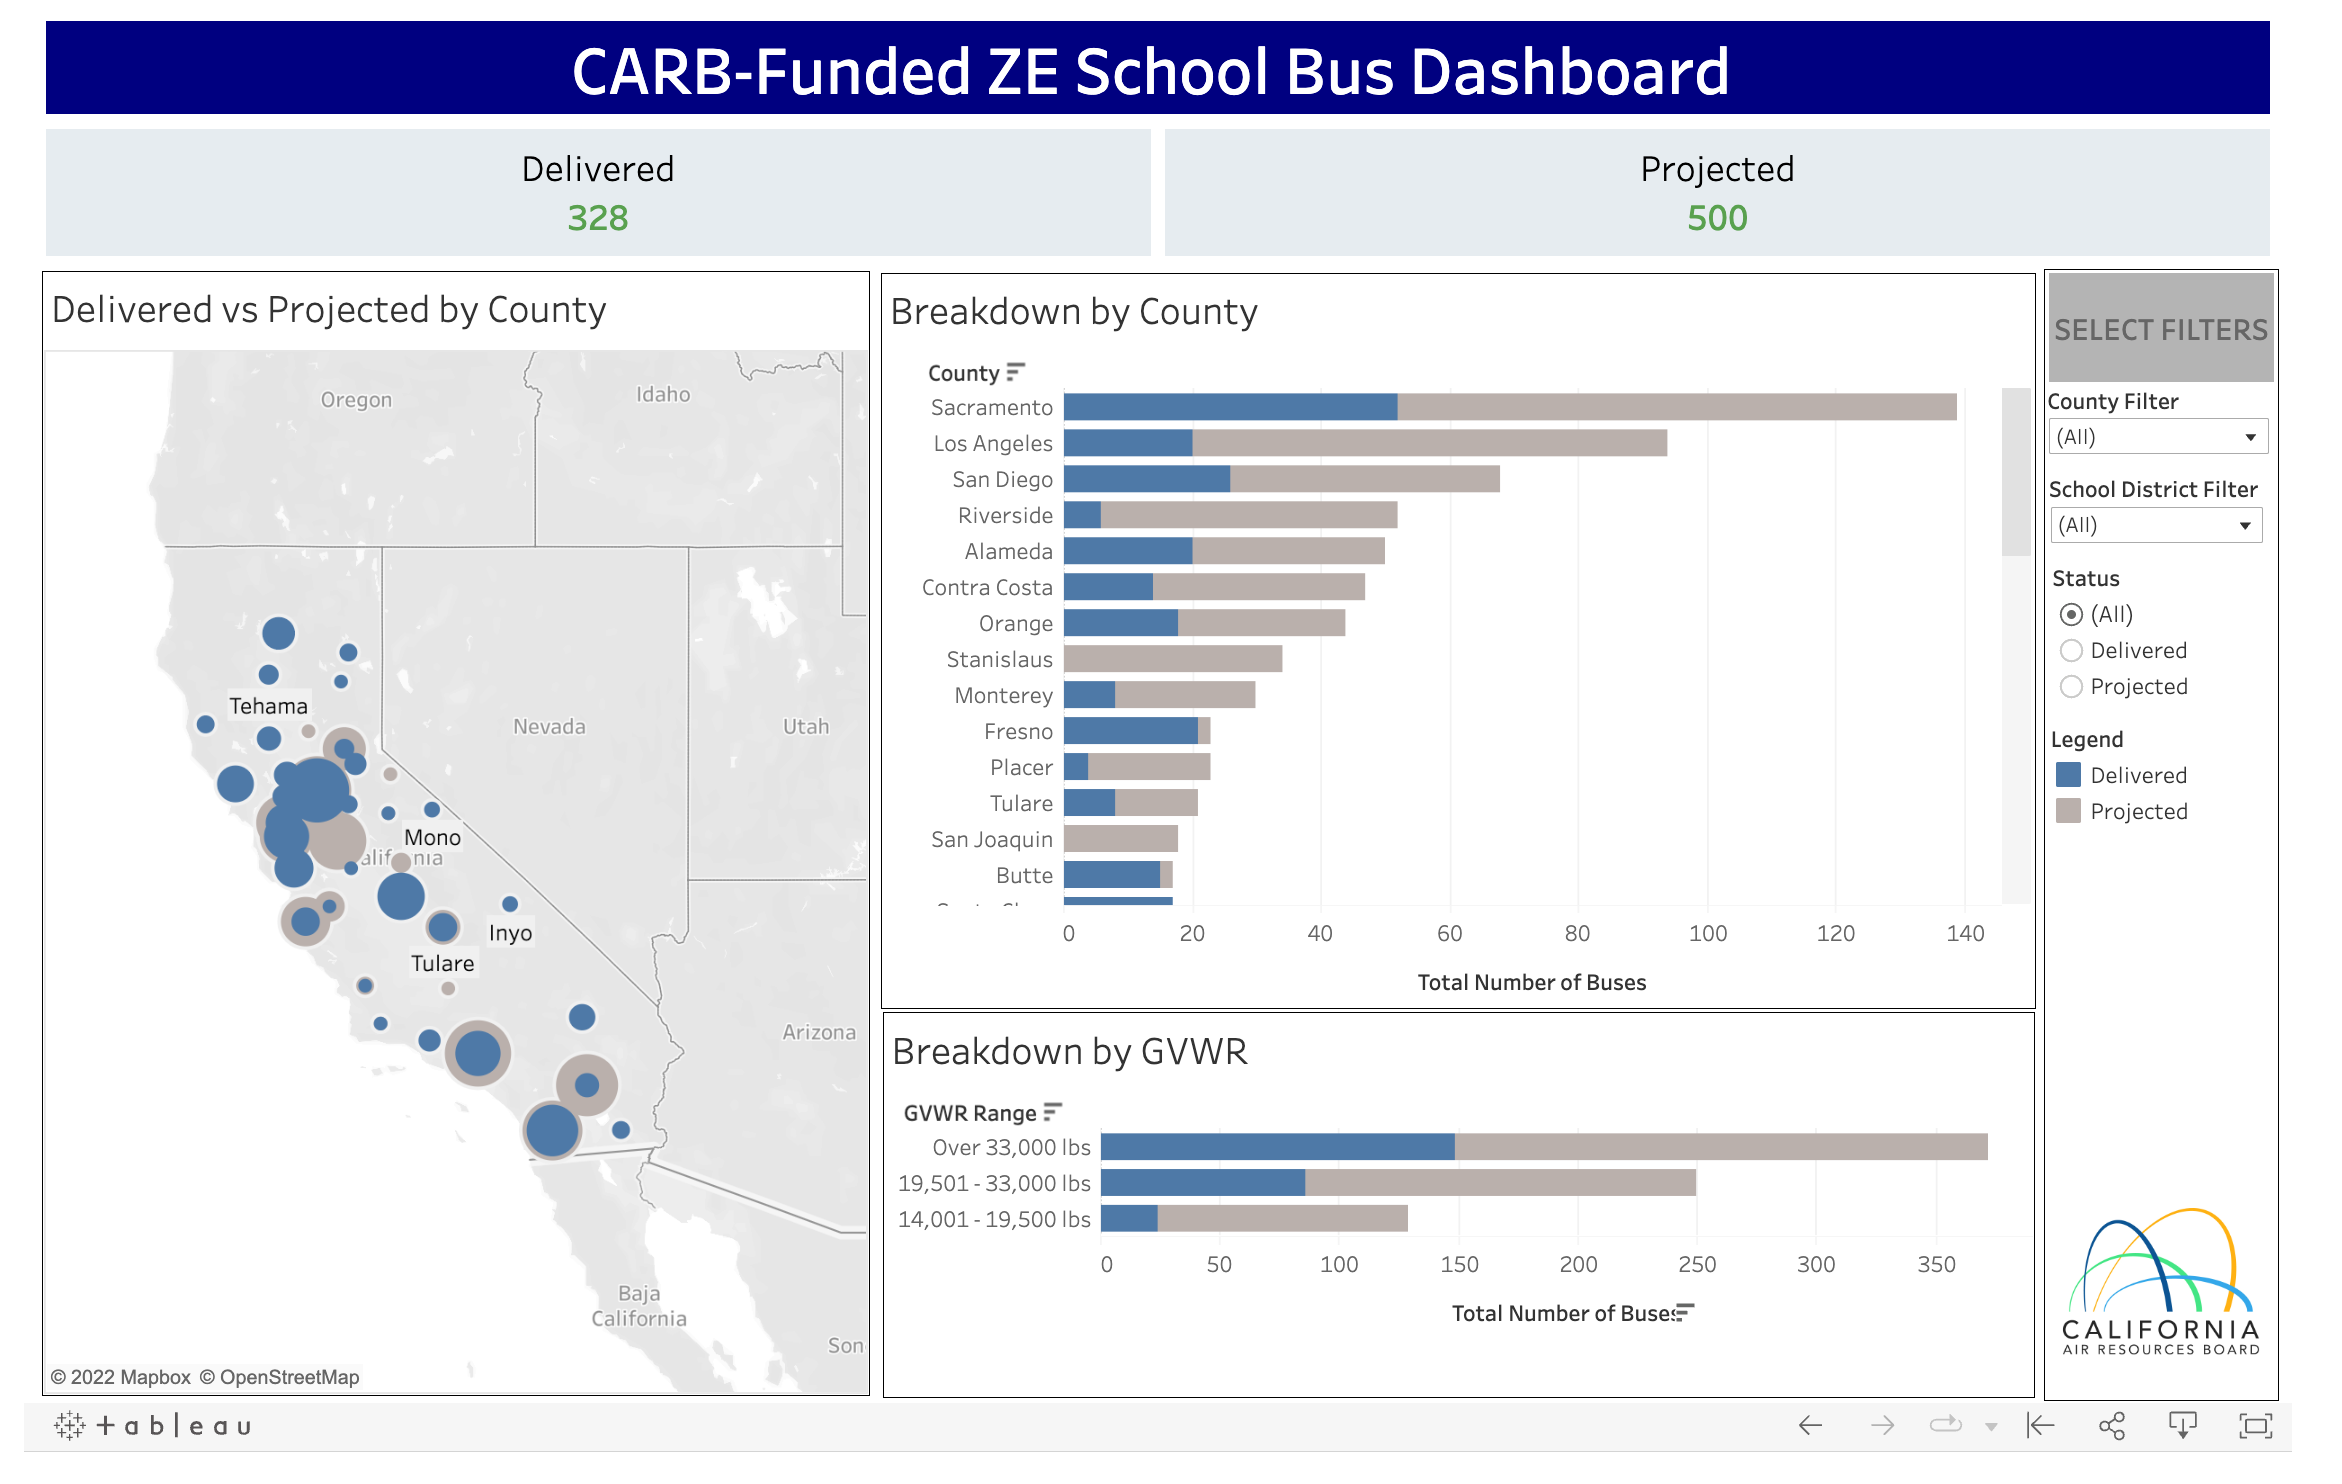 CARB-Funded ZE School Bus Dashboard
Delivered
328
Projected
500
Delivered vs Projected by County
Oregon
Idaho
Nevada
Utah
Tehama
Mono
alif nia
Inyo
Tulare
Arizona
Baja
California
Son
© 2022 Mapbox © OpenStreetMap
Breakdown by County
County
Sacramento
Los Angeles
San Diego
Riverside
Alameda
Contra Costa
Orange
Stanislaus
Monterey
Fresno
Placer
Tulare
San Joaquin
Butte
0 20 40 60 80 100 120 140
Total Number of Buses
Breakdown by GVWR
GVWR Range
Over 33,000 lbs
19,501 - 33,000 lbs
14,001 - 19,500 lbs
0 50 100 150 200 250 300 350
Total Number of Buses
SELECT FILTERS
County Filter
(All)
School District Filter
(All)
Status
(All)
Delivered
Projected
Legend
Delivered
Projected
CALIFORNIA
AIR RESOURCES BOARD
+ableau